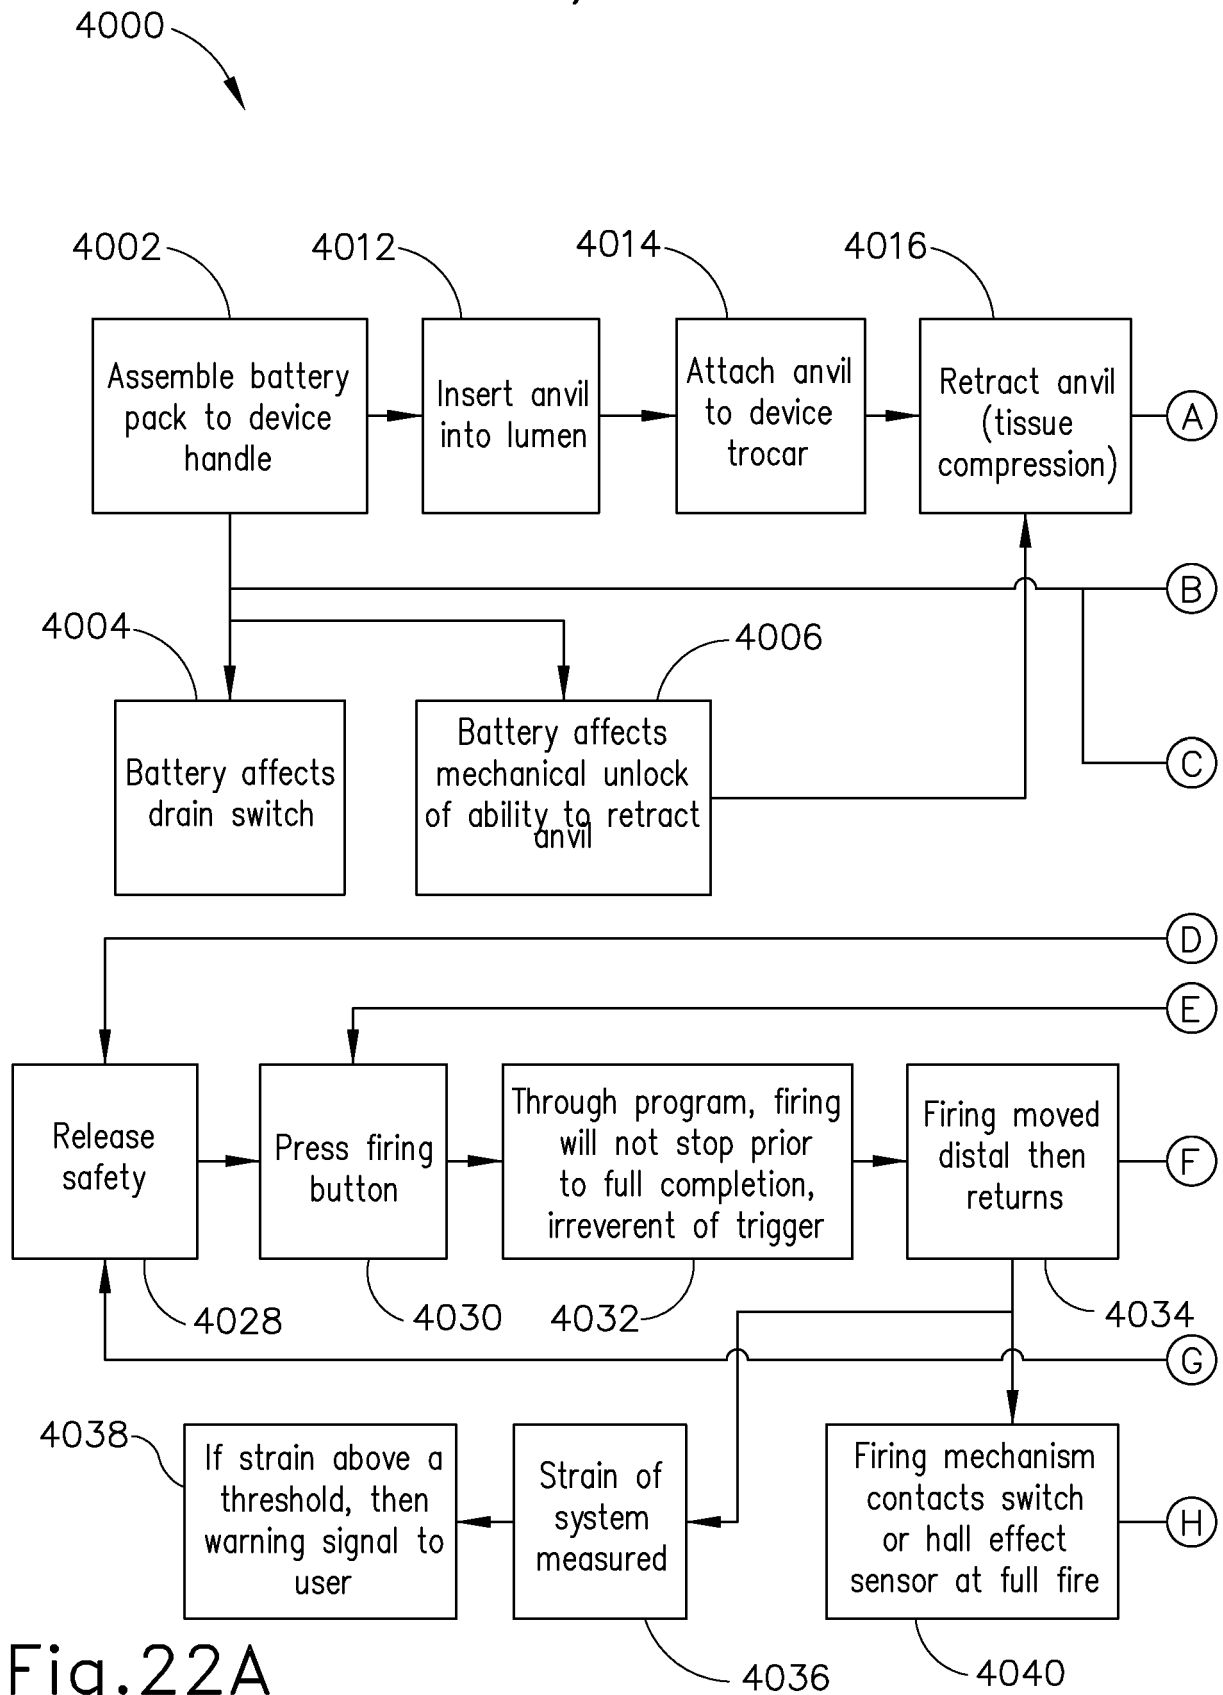 4000
4002
4012
4014
4016
Assemble battery
pack to device
handle
Insert anvil
into lumen
Attach anvil
to device
trocar
Retract anvil
(tissue
compression)
A
B
4004
4006
Battery affects
drain switch
Battery affects
mechanical unlock
of ability to retract
anvil
C
D
E
Release
safety
Press firing
button
Through program, firing
will not stop prior
to full completion,
irreverent of trigger
Firing moved
distal then
returns
F
4028
4030
4032
4034
G
4038
If strain above a
threshold, then
warning signal to
user
Strain of
system
measured
Firing mechanism
contacts switch
or hall effect
sensor at full fire
H
4036
4040
Fig.22A